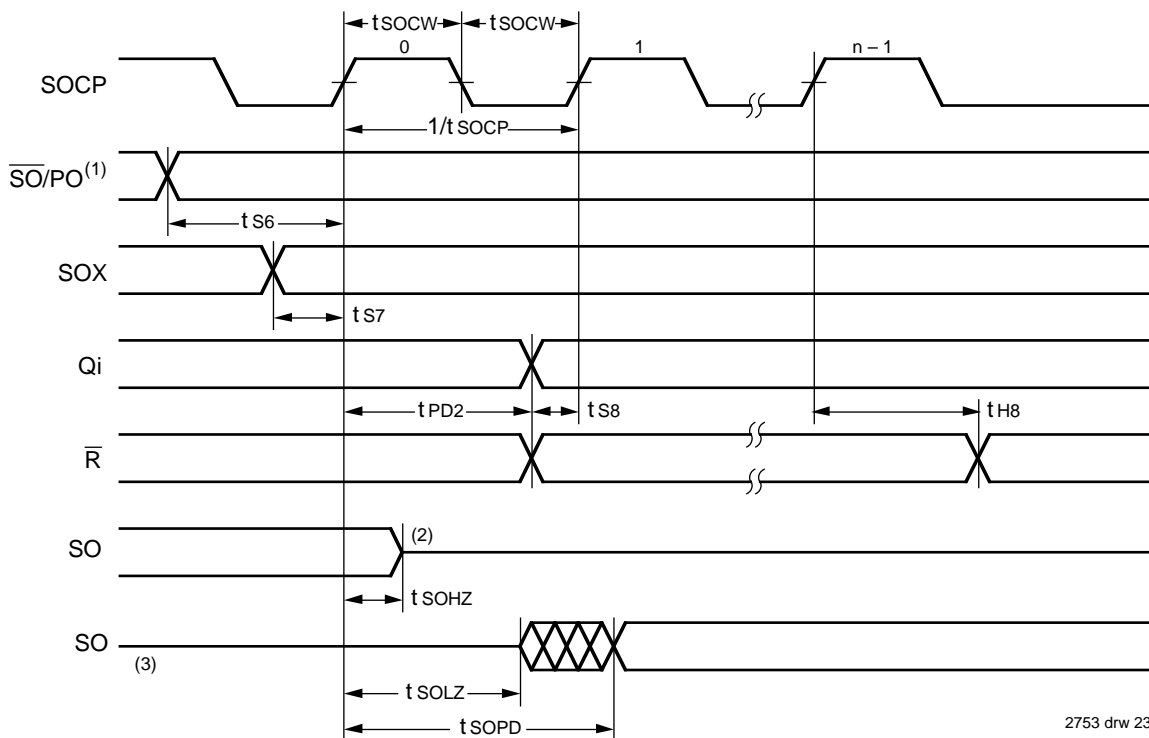 tSOCW tSOCW
0 1 n – 1
SOCP
1/tSOCP
SO/PO(1)
tS6
SOX
tS7
Qi
tPD2 tS8 tH8
R
SO (2)
tSOHZ
SO
(3)
tSOLZ
tSOPD
2753 drw 23